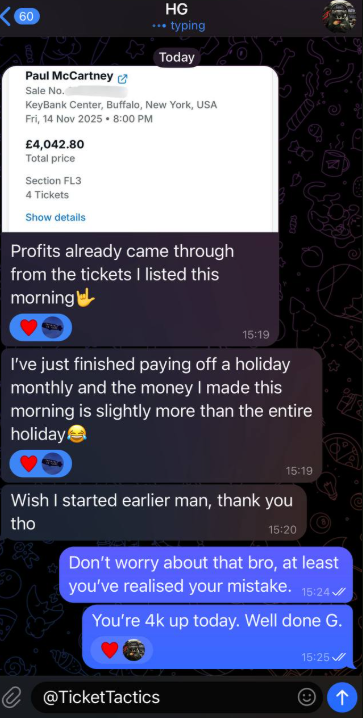 60
HG
••• typing
Today
Paul McCartney
Sale No.
KeyBank Center, Buffalo, New York, USA
Fri, 14 Nov 2025 • 8:00 PM
£4,042.80
Total price
Section FL3
4 Tickets
Show details
Profits already came through
from the tickets I listed this
morning🤟
15:19
I’ve just finished paying off a holiday
monthly and the money I made this
morning is slightly more than the entire
holiday😂
15:19
Wish I started earlier man, thank you
tho
15:20
Don’t worry about that bro, at least
you’ve realised your mistake. 15:24
You’re 4k up today. Well done G.
15:25
@TicketTactics